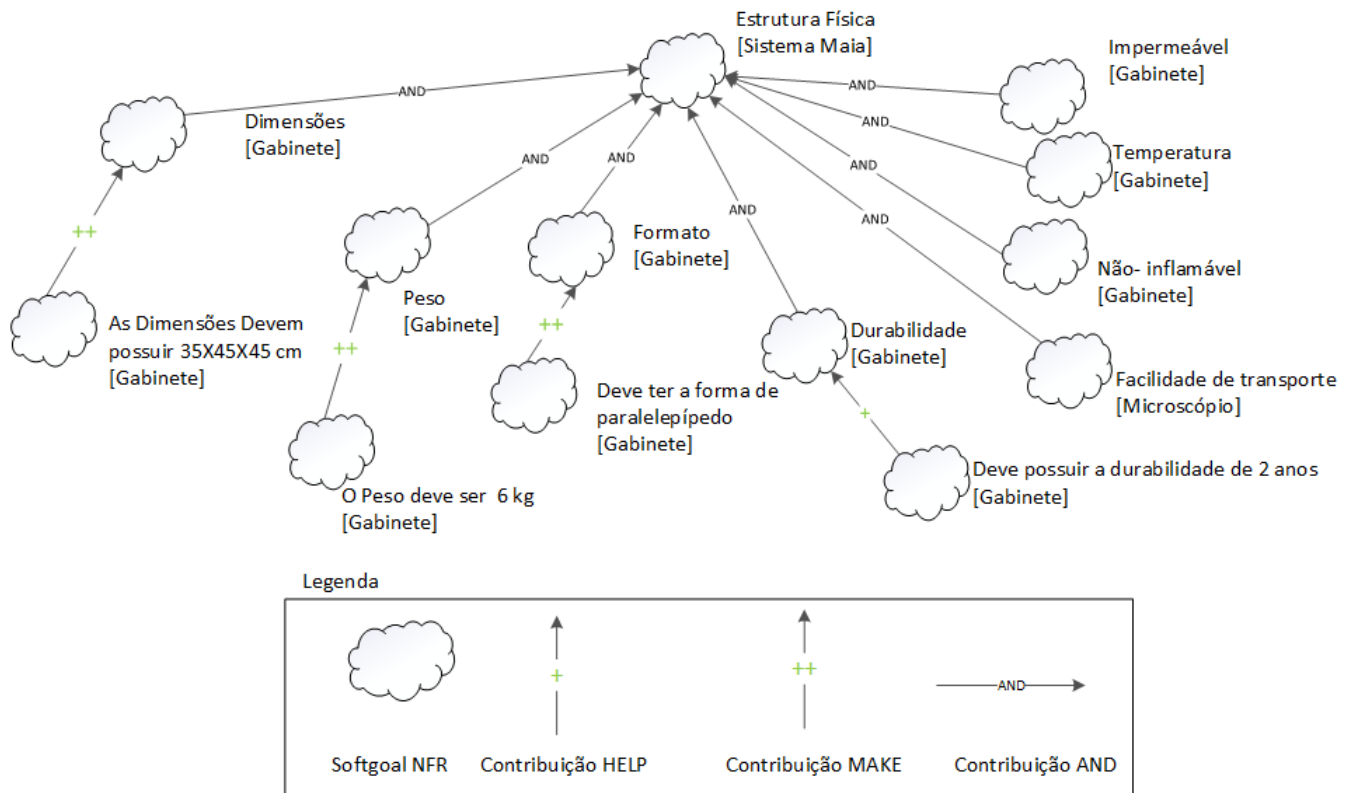 Estrutura Física
[Sistema Maia]
Impermeável
[Gabinete]
AND
AND
Dimensões
[Gabinete]
AND
Temperatura
[Gabinete]
AND
AND
AND
AND
AND
++
Formato
[Gabinete]
Não- inflamável
[Gabinete]
Peso
[Gabinete]
As Dimensões Devem
possuir 35X45X45 cm
[Gabinete]
++
++
Durabilidade
[Gabinete]
Deve ter a forma de
paralelepípedo
[Gabinete]
Facilidade de transporte
[Microscópio]
+
O Peso deve ser 6 kg
[Gabinete]
Deve possuir a durabilidade de 2 anos
[Gabinete]
Legenda
+
++
AND
Softgoal NFR
Contribuição HELP
Contribuição MAKE
Contribuição AND